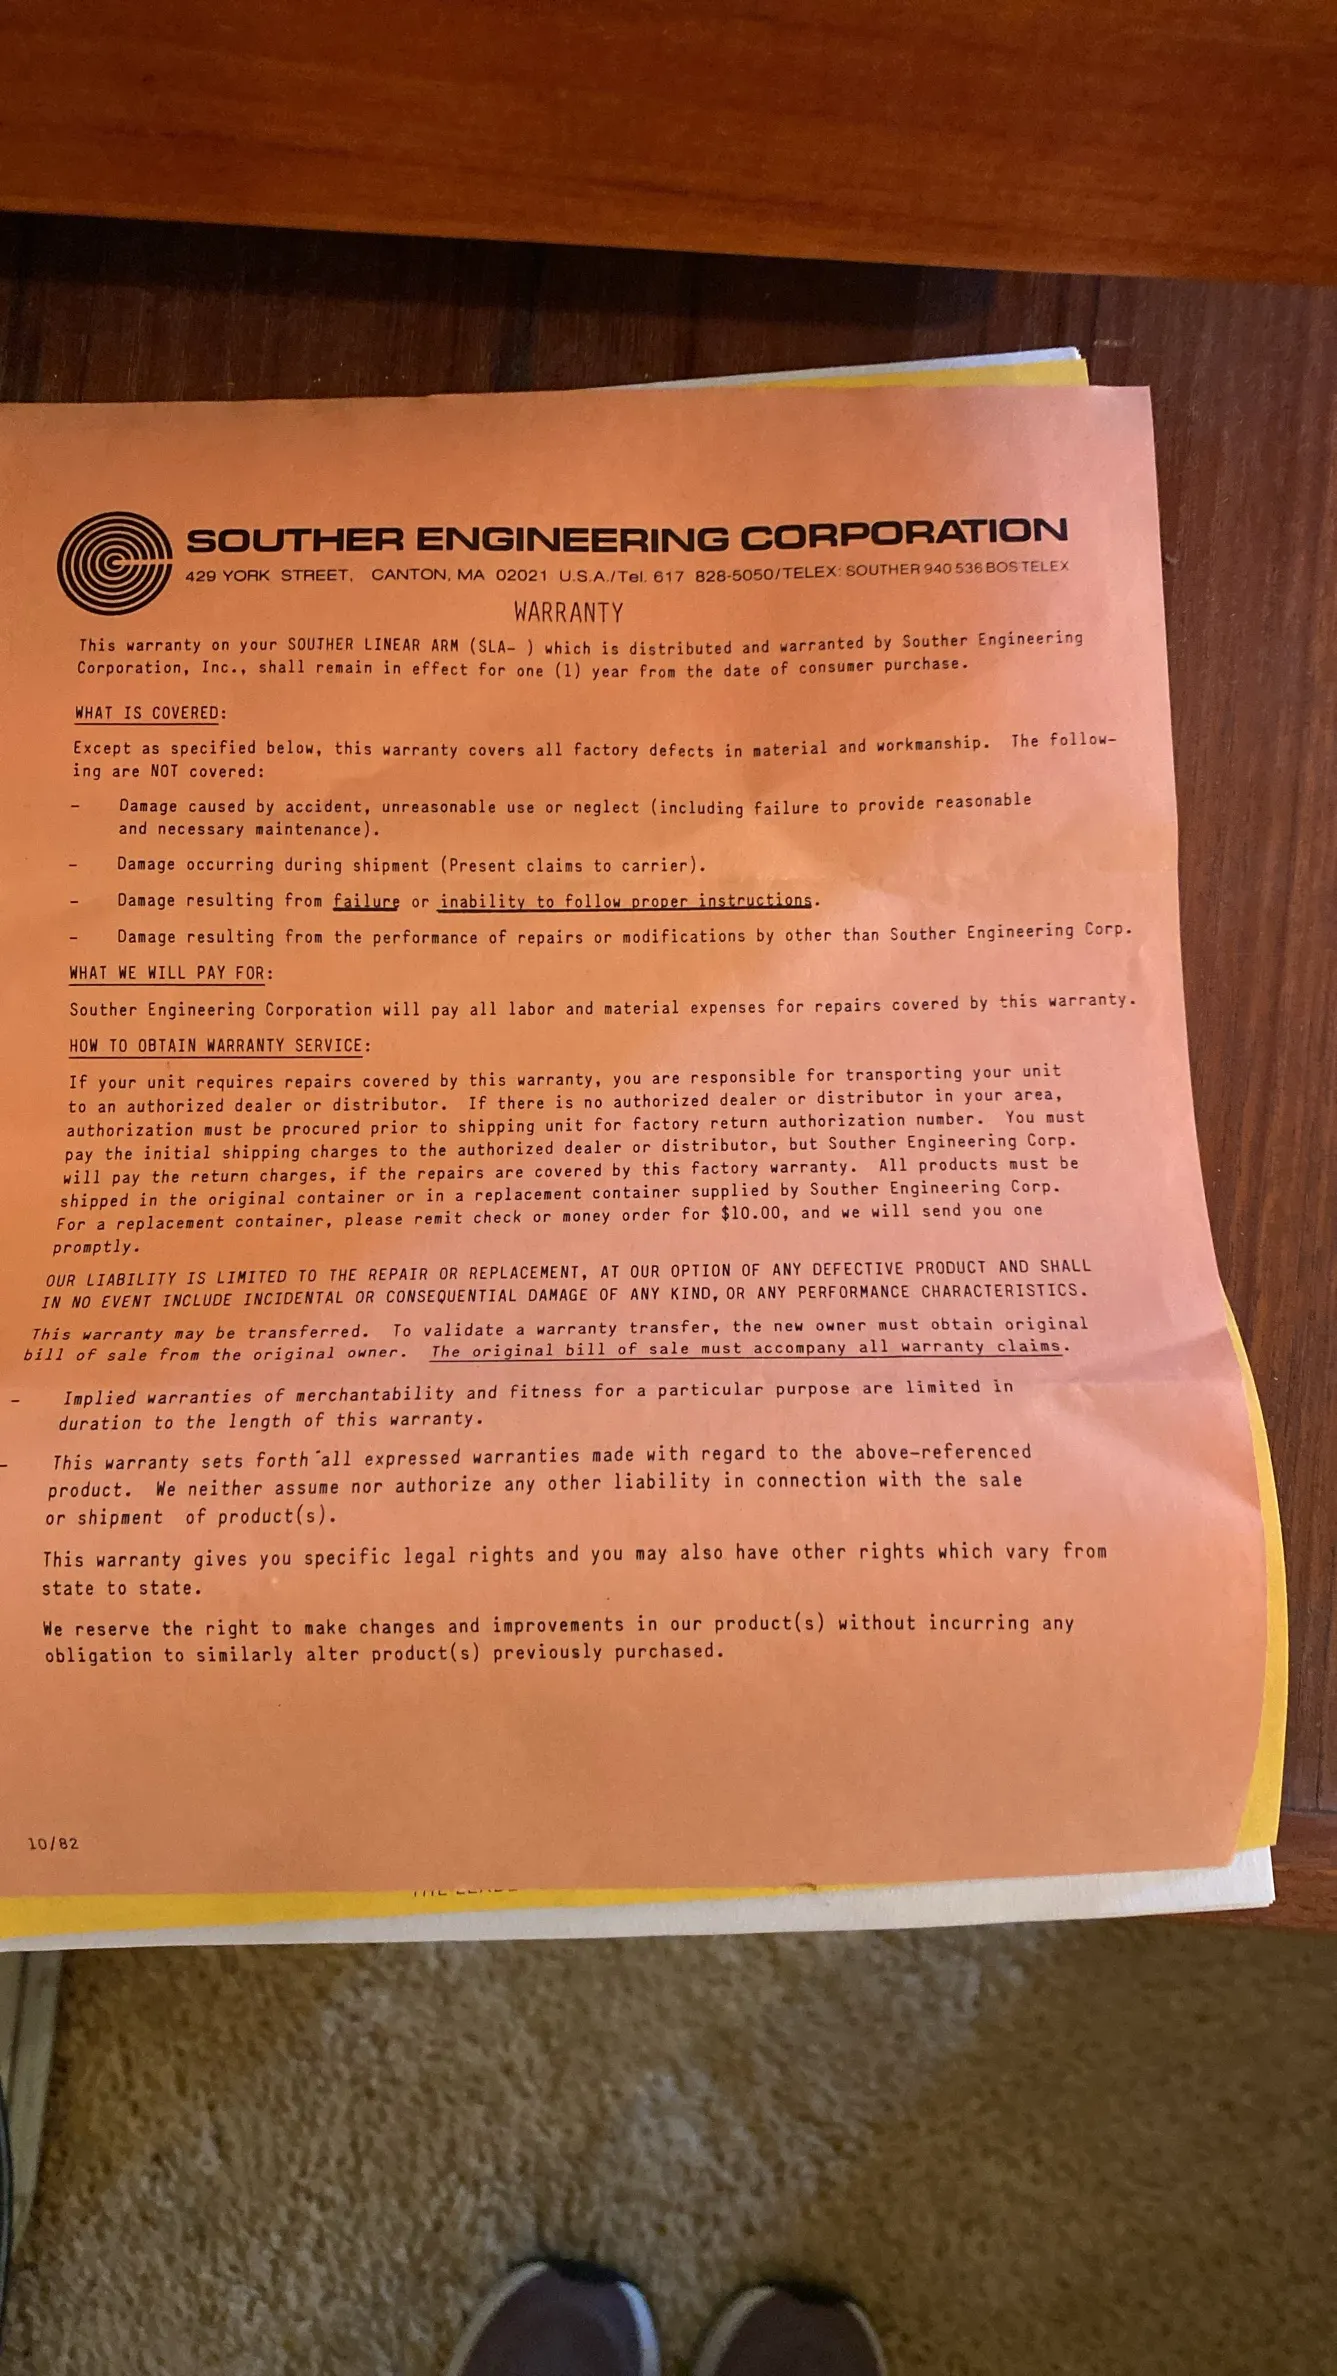 SOUTHER ENGINEERING CORPORATION
429 YORK STREET, CANTON, MA 02021 U.S.A./Tel. 617 828-5050/TELEX: SOUTHER 940 536 BOS TELEX
WARRANTY
This warranty on your SOUTHER LINEAR ARM (SLA- ) which is distributed and warranted by Souther Engineering
Corporation, Inc., shall remain in effect for one (1) year from the date of consumer purchase.
WHAT IS COVERED:
Except as specified below, this warranty covers all factory defects in material and workmanship. The follow-
ing are NOT covered:
- Damage caused by accident, unreasonable use or neglect (including failure to provide reasonable
and necessary maintenance).
- Damage occurring during shipment (Present claims to carrier).
- Damage resulting from failure or inability to follow proper instructions.
- Damage resulting from the performance of repairs or modifications by other than Souther Engineering Corp.
WHAT WE WILL PAY FOR:
Souther Engineering Corporation will pay all labor and material expenses for repairs covered by this warranty.
HOW TO OBTAIN WARRANTY SERVICE:
If your unit requires repairs covered by this warranty, you are responsible for transporting your unit
to an authorized dealer or distributor. If there is no authorized dealer or distributor in your area,
authorization must be procured prior to shipping unit for factory return authorization number. You must
pay the initial shipping charges to the authorized dealer or distributor, but Souther Engineering Corp.
will pay the return charges, if the repairs are covered by this factory warranty. All products must be
shipped in the original container or in a replacement container supplied by Souther Engineering Corp.
For a replacement container, please remit check or money order for $10.00, and we will send you one
promptly.
OUR LIABILITY IS LIMITED TO THE REPAIR OR REPLACEMENT, AT OUR OPTION OF ANY DEFECTIVE PRODUCT AND SHALL
IN NO EVENT INCLUDE INCIDENTAL OR CONSEQUENTIAL DAMAGE OF ANY KIND, OR ANY PERFORMANCE CHARACTERISTICS.
This warranty may be transferred. To validate a warranty transfer, the new owner must obtain original
bill of sale from the original owner. The original bill of sale must accompany all warranty claims.
- Implied warranties of merchantability and fitness for a particular purpose are limited in
duration to the length of this warranty.
- This warranty sets forth all expressed warranties made with regard to the above-referenced
product. We neither assume nor authorize any other liability in connection with the sale
or shipment of product(s).
This warranty gives you specific legal rights and you may also have other rights which vary from
state to state.
We reserve the right to make changes and improvements in our product(s) without incurring any
obligation to similarly alter product(s) previously purchased.
10/82